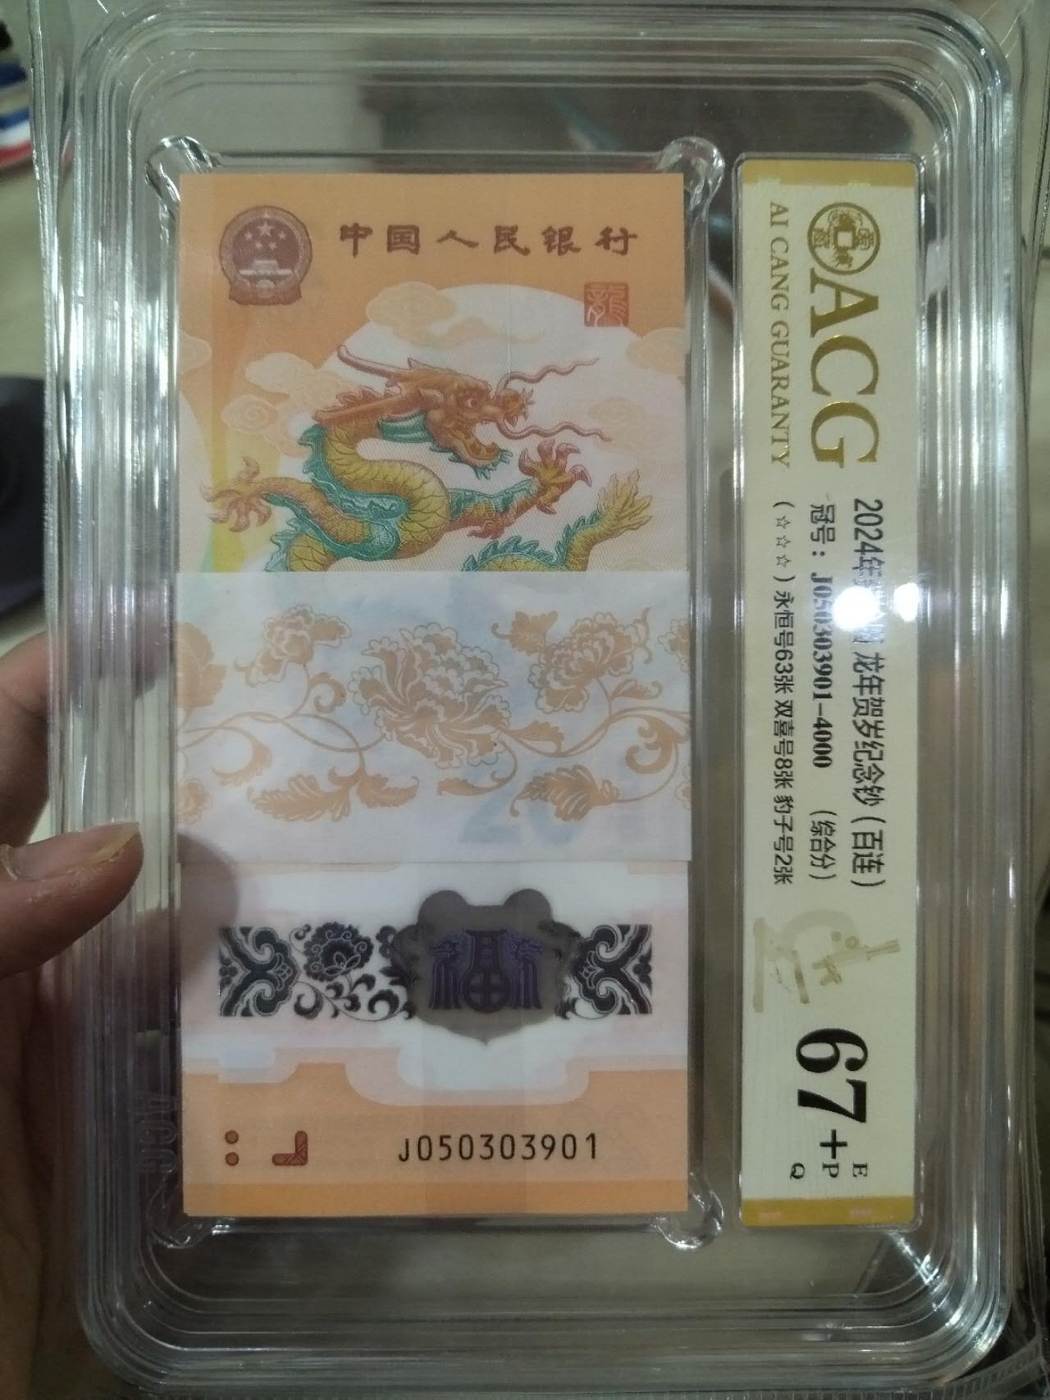 中国人民银行
龍
福
J050303901
ACG
AI CANG GUARANTY
2024年
龙年贺岁纪念钞(百连)
冠号:J050303901-4000 (综合分)
(☆☆☆)永恒号63张 双喜号8张 豹子号2张
67+
E
P
Q